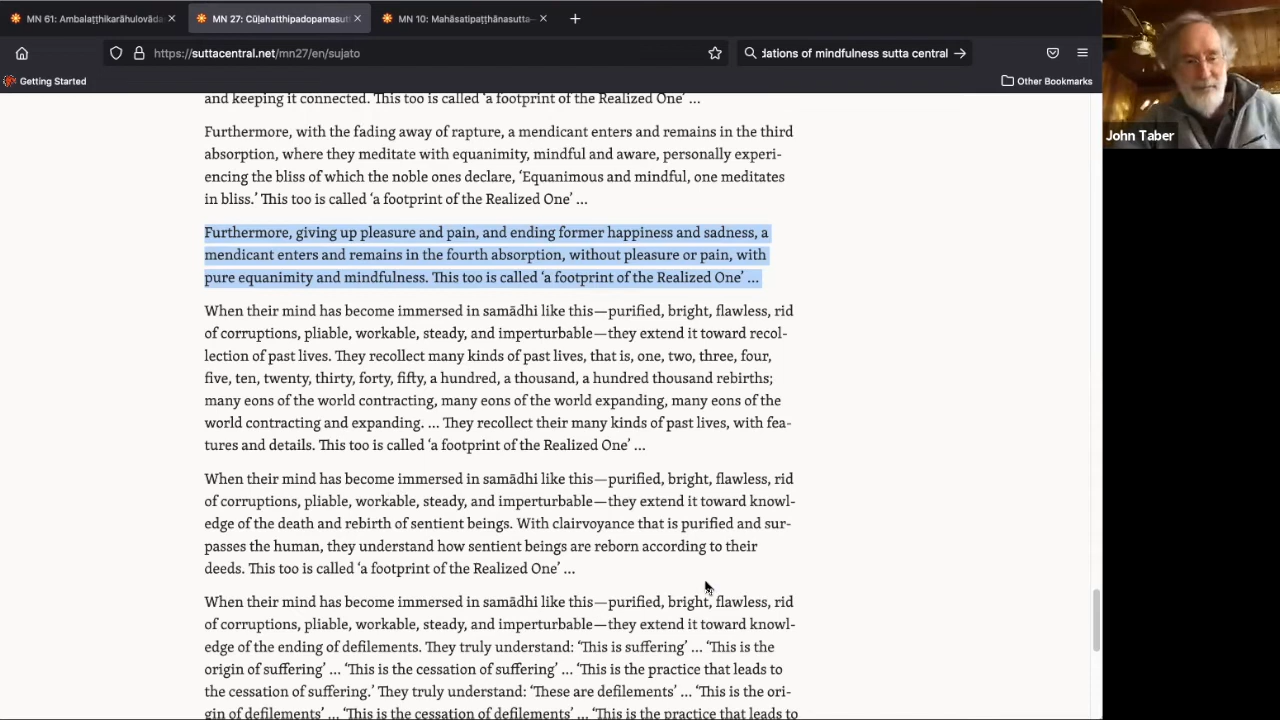 MN 61: Ambalaṭṭhikarāhulovāda
MN 27: Cūḷahatthipadopamasut
MN 10: Mahāsatipaṭṭhānasutta—
https://suttacentral.net/mn27/en/sujato
dations of mindfulness sutta central
Getting Started
Other Bookmarks
John Taber
and keeping it connected. This too is called ‘a footprint of the Realized One’ …
Furthermore, with the fading away of rapture, a mendicant enters and remains in the third
absorption, where they meditate with equanimity, mindful and aware, personally experi-
encing the bliss of which the noble ones declare, ‘Equanimous and mindful, one meditates
in bliss.’ This too is called ‘a footprint of the Realized One’ …
Furthermore, giving up pleasure and pain, and ending former happiness and sadness, a
mendicant enters and remains in the fourth absorption, without pleasure or pain, with
pure equanimity and mindfulness. This too is called ‘a footprint of the Realized One’ …
When their mind has become immersed in samādhi like this—purified, bright, flawless, rid
of corruptions, pliable, workable, steady, and imperturbable—they extend it toward recol-
lection of past lives. They recollect many kinds of past lives, that is, one, two, three, four,
five, ten, twenty, thirty, forty, fifty, a hundred, a thousand, a hundred thousand rebirths;
many eons of the world contracting, many eons of the world expanding, many eons of the
world contracting and expanding. … They recollect their many kinds of past lives, with fea-
tures and details. This too is called ‘a footprint of the Realized One’ …
When their mind has become immersed in samādhi like this—purified, bright, flawless, rid
of corruptions, pliable, workable, steady, and imperturbable—they extend it toward knowl-
edge of the death and rebirth of sentient beings. With clairvoyance that is purified and sur-
passes the human, they understand how sentient beings are reborn according to their
deeds. This too is called ‘a footprint of the Realized One’ …
When their mind has become immersed in samādhi like this—purified, bright, flawless, rid
of corruptions, pliable, workable, steady, and imperturbable—they extend it toward knowl-
edge of the ending of defilements. They truly understand: ‘This is suffering’ … ‘This is the
origin of suffering’ … ‘This is the cessation of suffering’ … ‘This is the practice that leads to
the cessation of suffering.’ They truly understand: ‘These are defilements’ … ‘This is the ori-
gin of defilements’ … ‘This is the cessation of defilements’ … ‘This is the practice that leads to